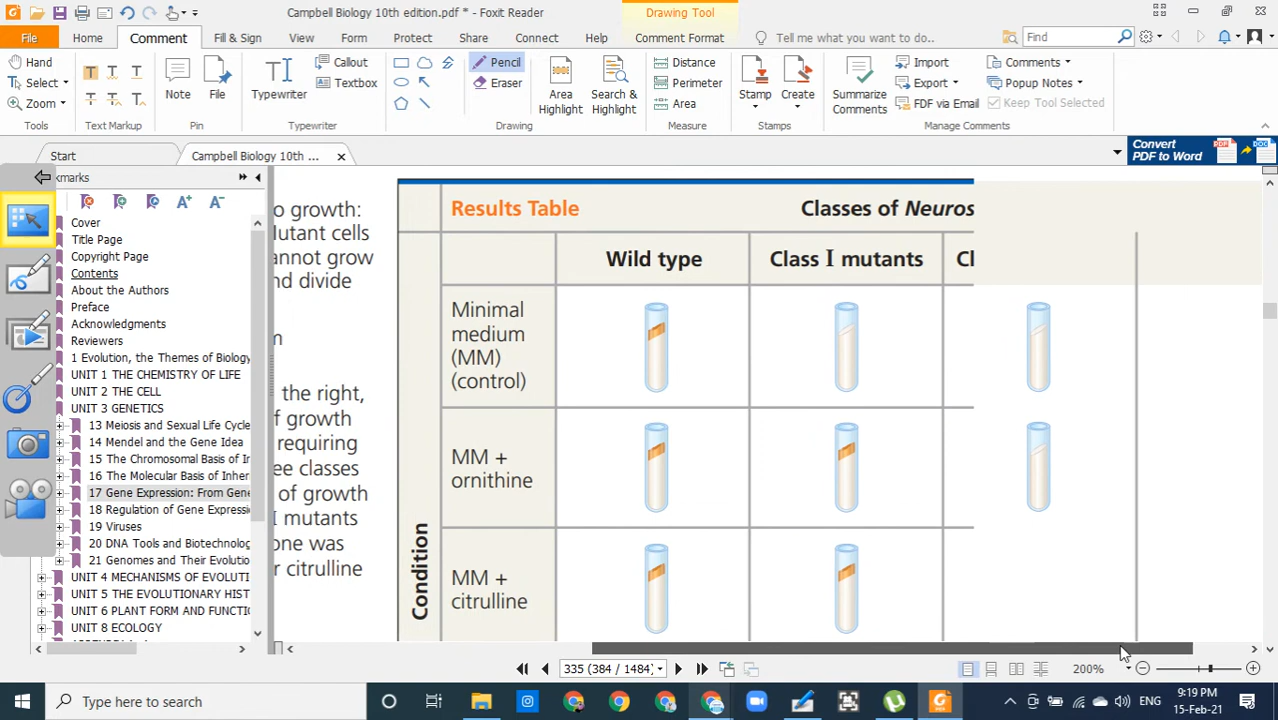 Campbell Biology 10th edition.pdf * - Foxit Reader
Drawing Tool
File
Home
Comment
Fill & Sign
View
Form
Protect
Share
Connect
Help
Comment Format
Tell me what you want to do..
Find
Hand
Select
Zoom
Tools
Text Markup
Note
File
Pin
Typewriter
Callout
Textbox
Typewriter
Pencil
Eraser
Drawing
Area Highlight
Search & Highlight
Distance
Perimeter
Area
Measure
Stamp
Create
Stamps
Summarize Comments
Import
Export
FDF via Email
Comments
Popup Notes
Keep Tool Selected
Manage Comments
Start
Campbell Biology 10th ...
Convert
PDF to Word
kmarks
Cover
Title Page
Copyright Page
Contents
About the Authors
Preface
Acknowledgments
Reviewers
1 Evolution, the Themes of Biology
UNIT 1 THE CHEMISTRY OF LIFE
UNIT 2 THE CELL
UNIT 3 GENETICS
13 Meiosis and Sexual Life Cycle
14 Mendel and the Gene Idea
15 The Chromosomal Basis of In
16 The Molecular Basis of Inher
17 Gene Expression: From Gene
18 Regulation of Gene Expressi
19 Viruses
20 DNA Tools and Biotechnolog
21 Genomes and Their Evolutio
UNIT 4 MECHANISMS OF EVOLUTI
UNIT 5 THE EVOLUTIONARY HIST
UNIT 6 PLANT FORM AND FUNCTI
UNIT 8 ECOLOGY
o growth:
lutant cells
annot grow
nd divide
m
the right,
f growth
requiring
ee classes
of growth
I mutants
one was
r citrulline
Results Table
Classes of Neuros
Wild type
Class I mutants
Cl
Condition
Minimal
medium
(MM)
(control)
MM +
ornithine
MM +
citrulline
335 (384 / 1484)
200%
Type here to search
ENG
9:19 PM
15-Feb-21